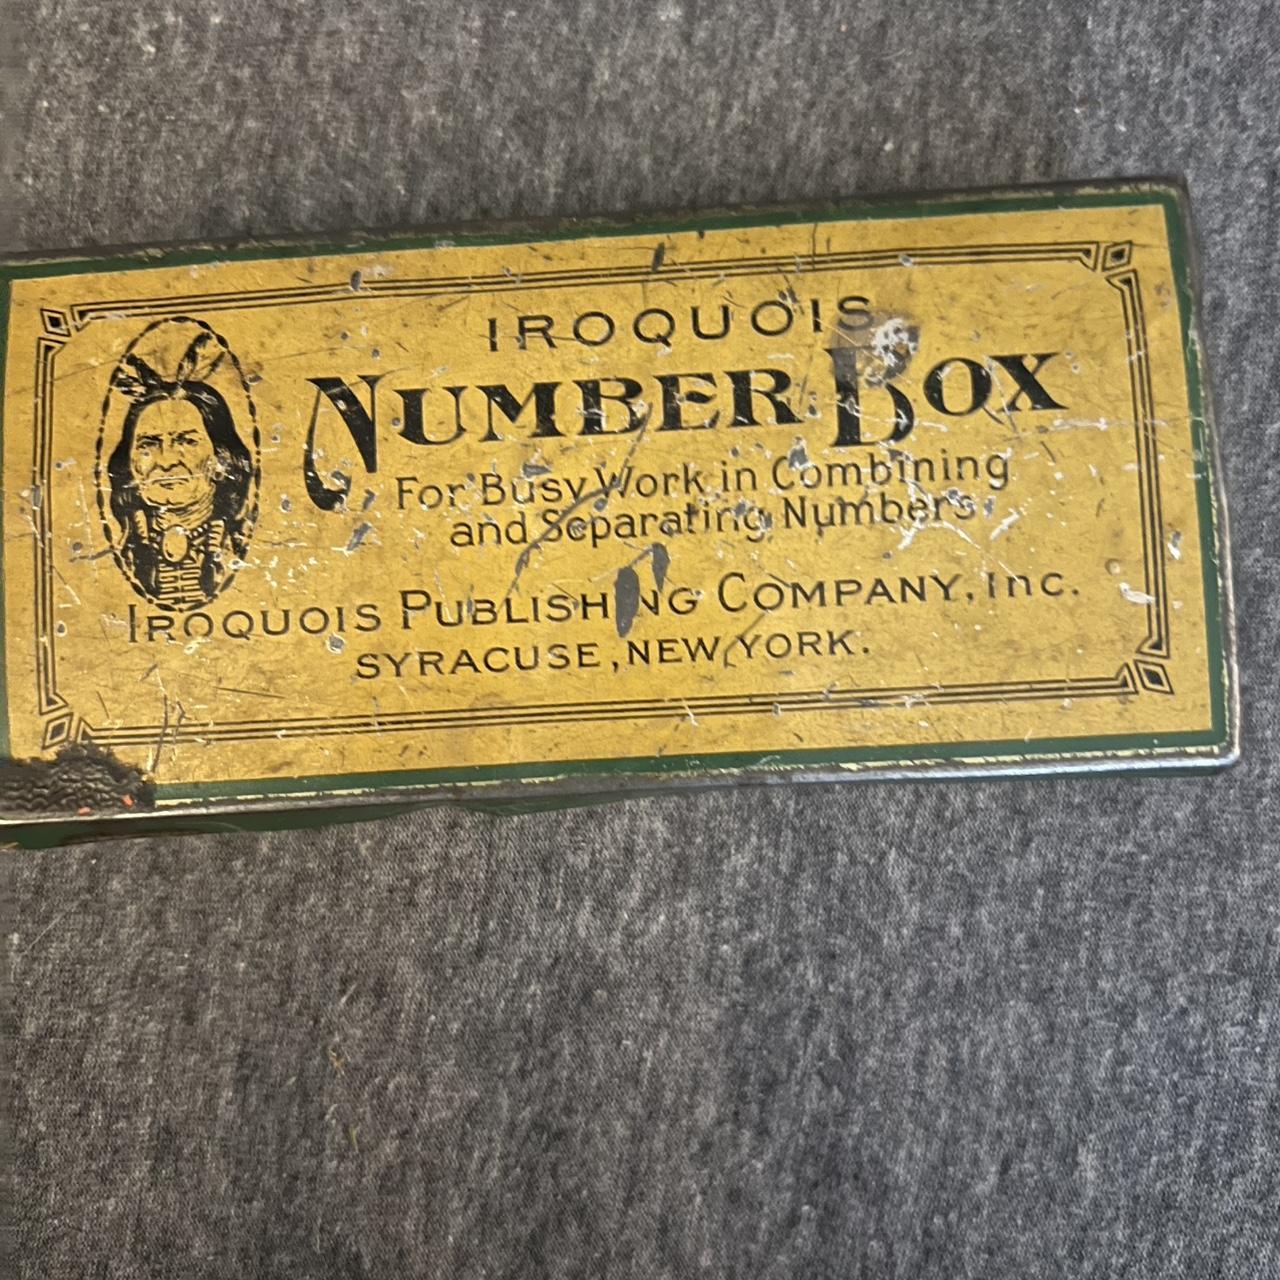 IROQUOIS
NUMBER BOX
For Busy Work in Combining
and Separating Numbers
IROQUOIS PUBLISHING COMPANY, Inc.
SYRACUSE, NEW YORK.